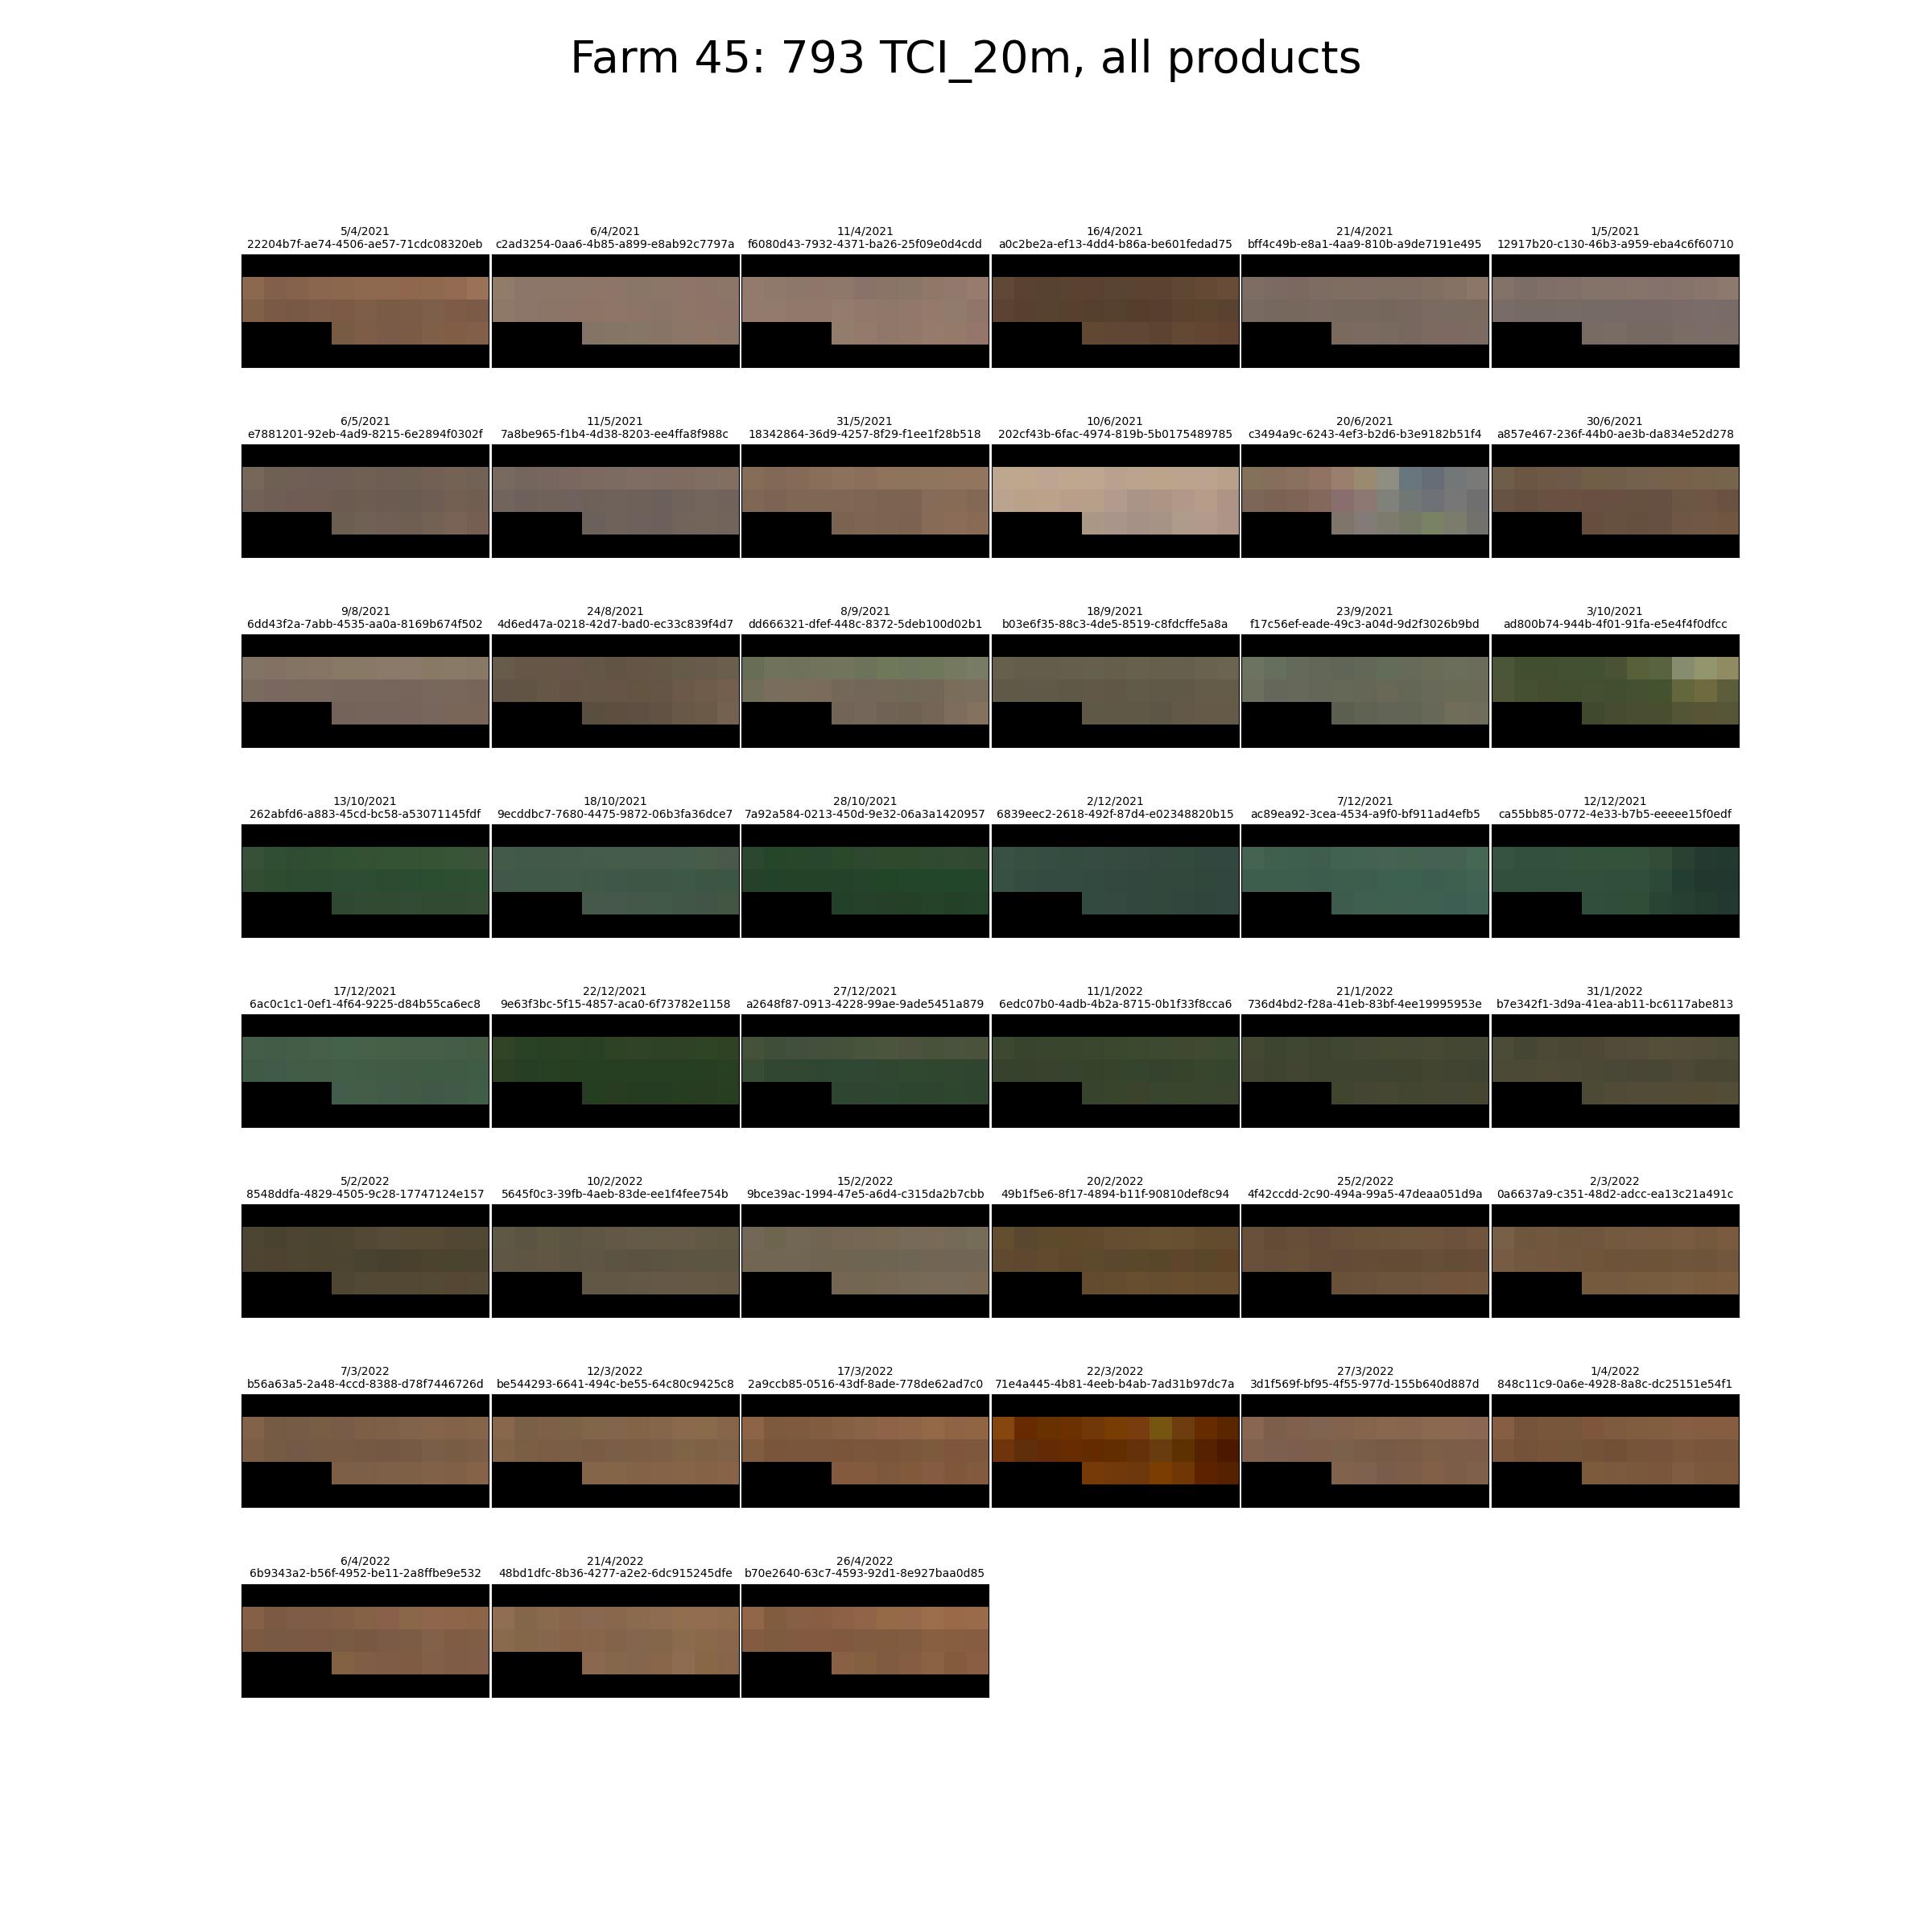 Farm 45: 793 TCI_20m, all products
5/4/2021 6/4/2021 11/4/2021 16/4/2021 21/4/2021 1/5/2021
22204b7f-ae74-4506-ae57-71cdc08320eb c2ad3254-0aa6-4b85-a899-e8ab92c7797a f6080d43-7932-4371-ba26-25f09e0d4cdd a0c2be2a-ef13-4dd4-b86a-be601fedad75 bff4c49b-e8a1-4aa9-810b-a9de7191e495 12917b20-c130-46b3-a959-eba4c6f60710
6/5/2021 11/5/2021 31/5/2021 10/6/2021 20/6/2021 30/6/2021
e7881201-92eb-4ad9-8215-6e2894f0302f 7a8be965-f1b4-4d38-8203-ee4ffa8f988c 18342864-36d9-4257-8f29-f1ee1f28b518 202cf43b-6fac-4974-819b-5b0175489785 c3494a9c-6243-4ef3-b2d6-b3e9182b51f4 a857e467-236f-44b0-ae3b-da834e52d278
9/8/2021 24/8/2021 8/9/2021 18/9/2021 23/9/2021 3/10/2021
6dd43f2a-7abb-4535-aa0a-8169b674f502 4d6ed47a-0218-42d7-bad0-ec33c839f4d7 dd666321-dfef-448c-8372-5deb100d02b1 b03e6f35-88c3-4de5-8519-c8fdcffe5a8a f17c56ef-eade-49c3-a04d-9d2f3026b9bd ad800b74-944b-4f01-91fa-e5e4f4f0dfcc
13/10/2021 18/10/2021 28/10/2021 2/12/2021 7/12/2021 12/12/2021
262abfd6-a883-45cd-bc58-a53071145fdf 9ecddbc7-7680-4475-9872-06b3fa36dce7 7a92a584-0213-450d-9e32-06a3a1420957 6839eec2-2618-492f-87d4-e02348820b15 ac89ea92-3cea-4534-a9f0-bf911ad4efb5 ca55bb85-0772-4e33-b7b5-eeeee15f0edf
17/12/2021 22/12/2021 27/12/2021 11/1/2022 21/1/2022 31/1/2022
6ac0c1c1-0ef1-4f64-9225-d84b55ca6ec8 9e63f3bc-5f15-4857-aca0-6f73782e1158 a2648f87-0913-4228-99ae-9ade5451a879 6edc07b0-4adb-4b2a-8715-0b1f33f8cca6 736d4bd2-f28a-41eb-83bf-4ee19995953e b7e342f1-3d9a-41ea-ab11-bc6117abe813
5/2/2022 10/2/2022 15/2/2022 20/2/2022 25/2/2022 2/3/2022
8548ddfa-4829-4505-9c28-17747124e157 5645f0c3-39fb-4aeb-83de-ee1f4fee754b 9bce39ac-1994-47e5-a6d4-c315da2b7cbb 49b1f5e6-8f17-4894-b11f-90810def8c94 4f42ccdd-2c90-494a-99a5-47deaa051d9a 0a6637a9-c351-48d2-adcc-ea13c21a491c
7/3/2022 12/3/2022 17/3/2022 22/3/2022 27/3/2022 1/4/2022
b56a63a5-2a48-4ccd-8388-d78f7446726d be544293-6641-494c-be55-64c80c9425c8 2a9ccb85-0516-43df-8ade-778de62ad7c0 71e4a445-4b81-4eeb-b4ab-7ad31b97dc7a 3d1f569f-bf95-4f55-977d-155b640d887d 848c11c9-0a6e-4928-8a8c-dc25151e54f1
6/4/2022 21/4/2022 26/4/2022
6b9343a2-b56f-4952-be11-2a8ffbe9e532 48bd1dfc-8b36-4277-a2e2-6dc915245dfe b70e2640-63c7-4593-92d1-8e927baa0d85